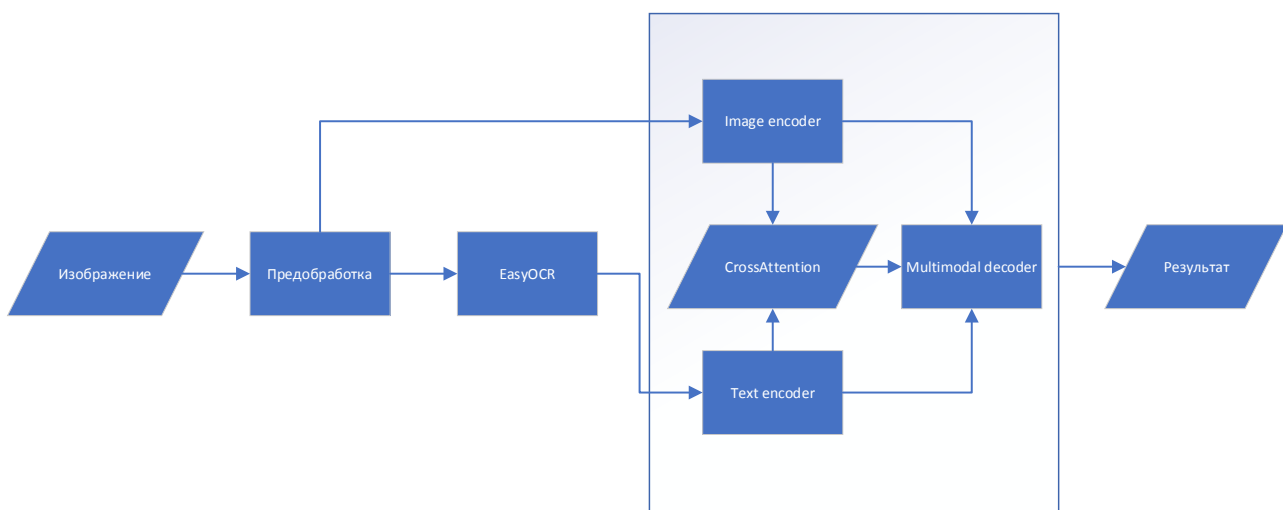 Image encoder
Изображение
Предобработка
EasyOCR
CrossAttention
Multimodal decoder
Результат
Text encoder